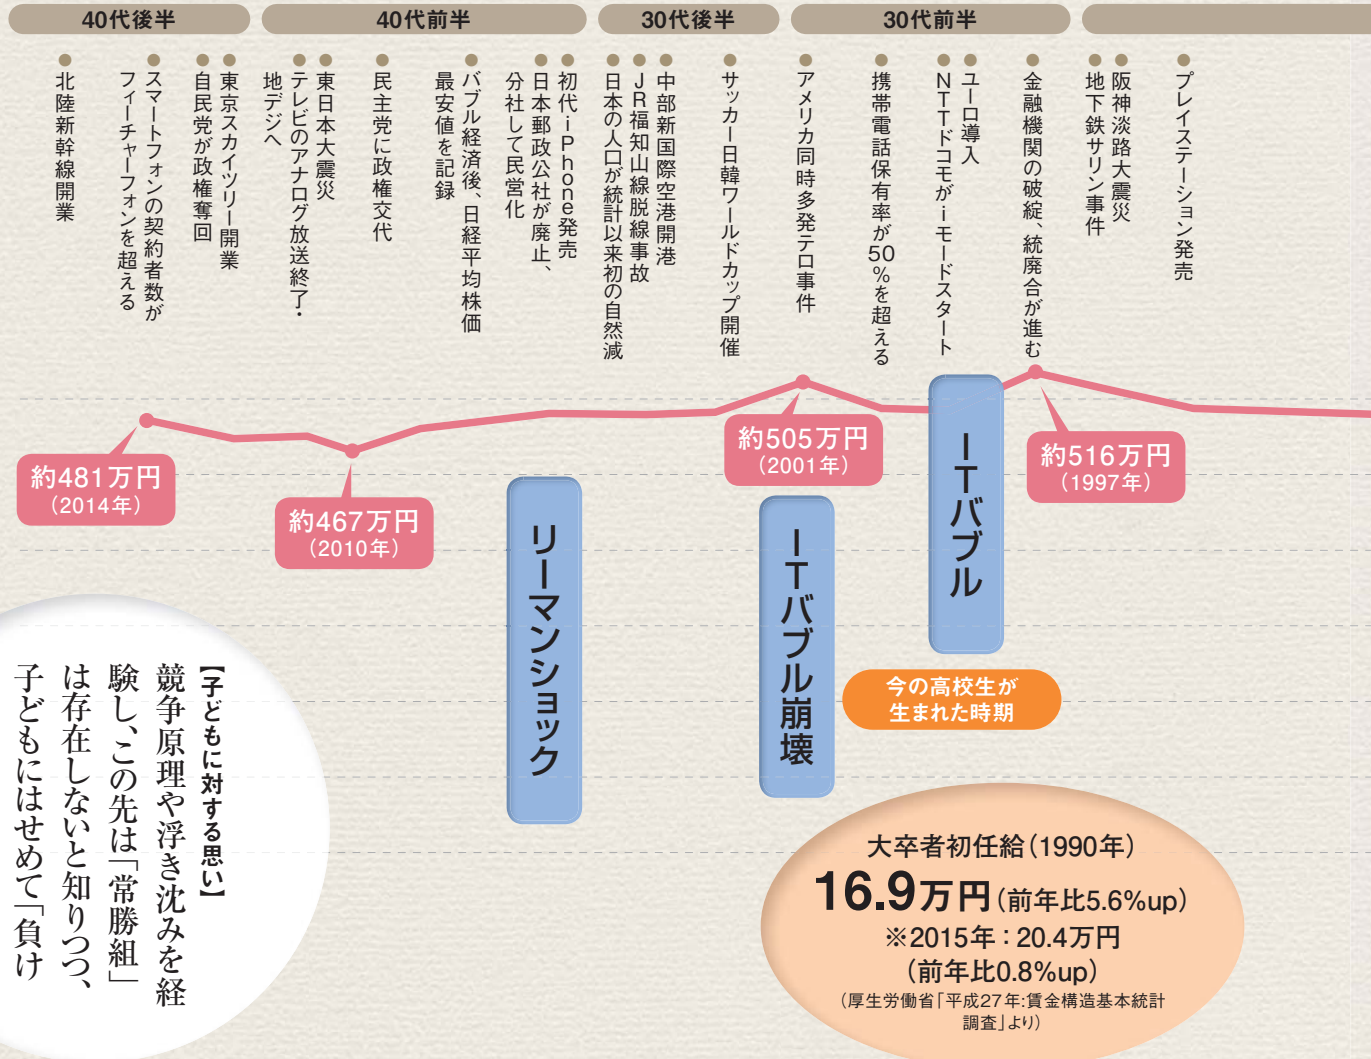 40代後半
40代前半
30代後半
30代前半
プレイステーション発売
阪神淡路大震災
地下鉄サリン事件
金融機関の破綻、統廃合が進む
ユーロ導入
NTTドコモがiモードスタート
携帯電話保有率が50％を超える
アメリカ同時多発テロ事件
サッカー日韓ワールドカップ開催
中部新国際空港開港
JR福知山線脱線事故
日本の人口が統計以来初の自然減
初代iPhone発売
日本郵政公社が廃止、
分社して民営化
バブル経済後、日経平均株価
最安値を記録
民主党に政権交代
東日本大震災
テレビのアナログ放送終了・
地デジへ
東京スカイツリー開業
自民党が政権奪回
スマートフォンの契約者数が
フィーチャーフォンを超える
北陸新幹線開業
約516万円
（1997年）
約505万円
（2001年）
約467万円
（2010年）
約481万円
（2014年）
ITバブル
ITバブル崩壊
リーマンショック
今の高校生が
生まれた時期
大卒者初任給（1990年）
16.9万円（前年比5.6%up）
※2015年：20.4万円
（前年比0.8%up）
（厚生労働省「平成27年:賃金構造基本統計
調査」より）
【子どもに対する思い】
競争原理や浮き沈みを経
験し、この先は「常勝組」
は存在しないと知りつつ、
子どもにはせめて「負け